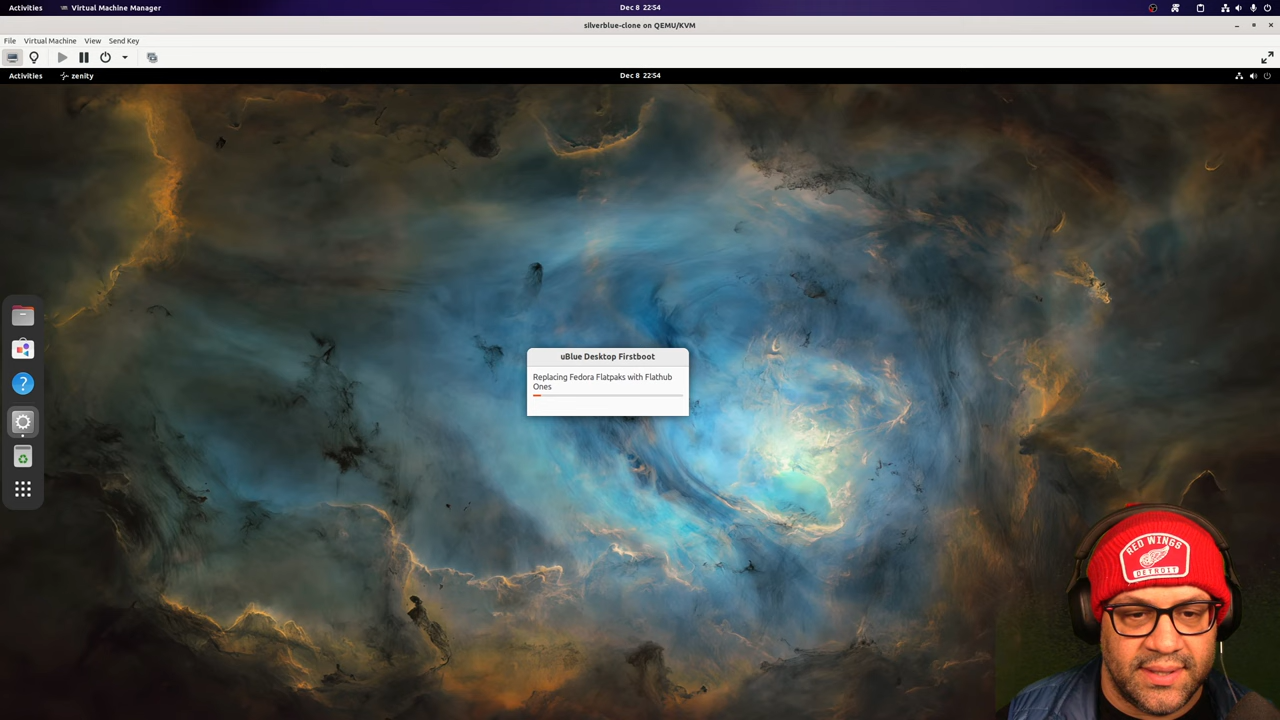 Activities
Virtual Machine Manager
Dec 8 22:54
silverblue-clone on QEMU/KVM
File Virtual Machine View Send Key
Activities
zenity
Dec 8 22:54
uBlue Desktop Firstboot
Replacing Fedora Flatpaks with Flathub
Ones
?
RED WINGS
DETROIT